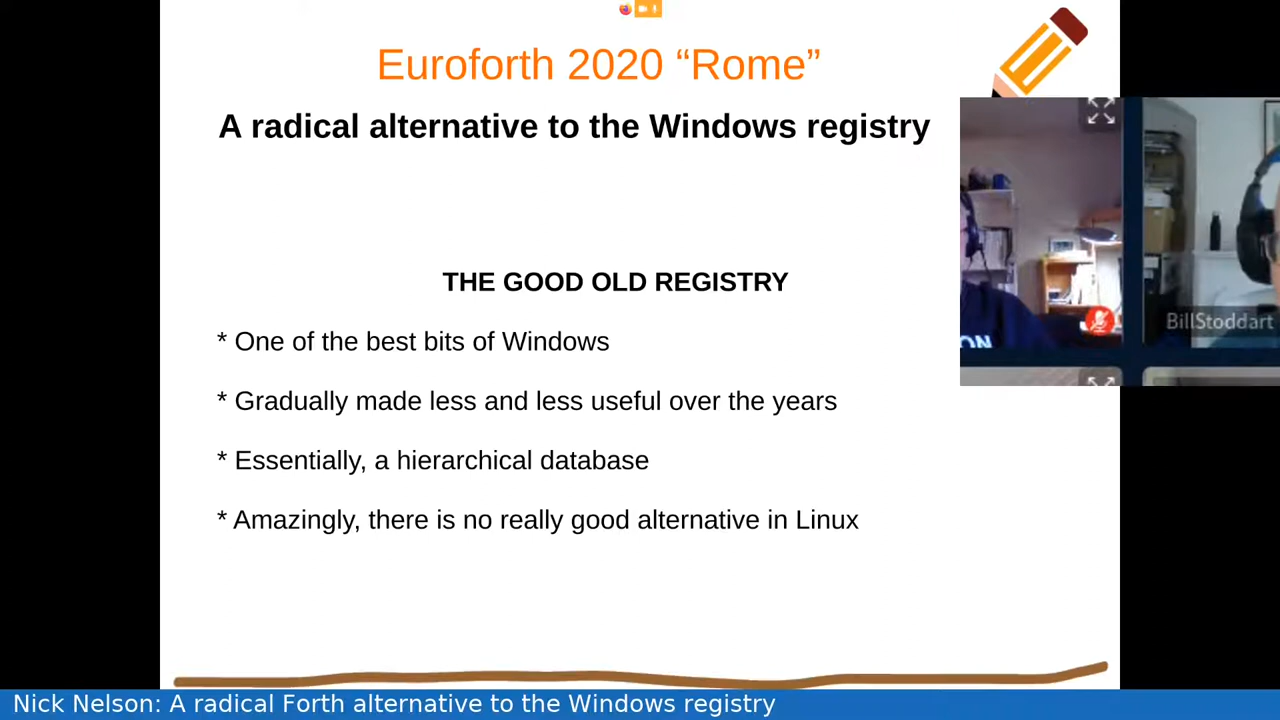 Euroforth 2020 “Rome”
A radical alternative to the Windows registry
THE GOOD OLD REGISTRY
* One of the best bits of Windows
* Gradually made less and less useful over the years
* Essentially, a hierarchical database
* Amazingly, there is no really good alternative in Linux
ON
BillStoddart
Nick Nelson: A radical Forth alternative to the Windows registry